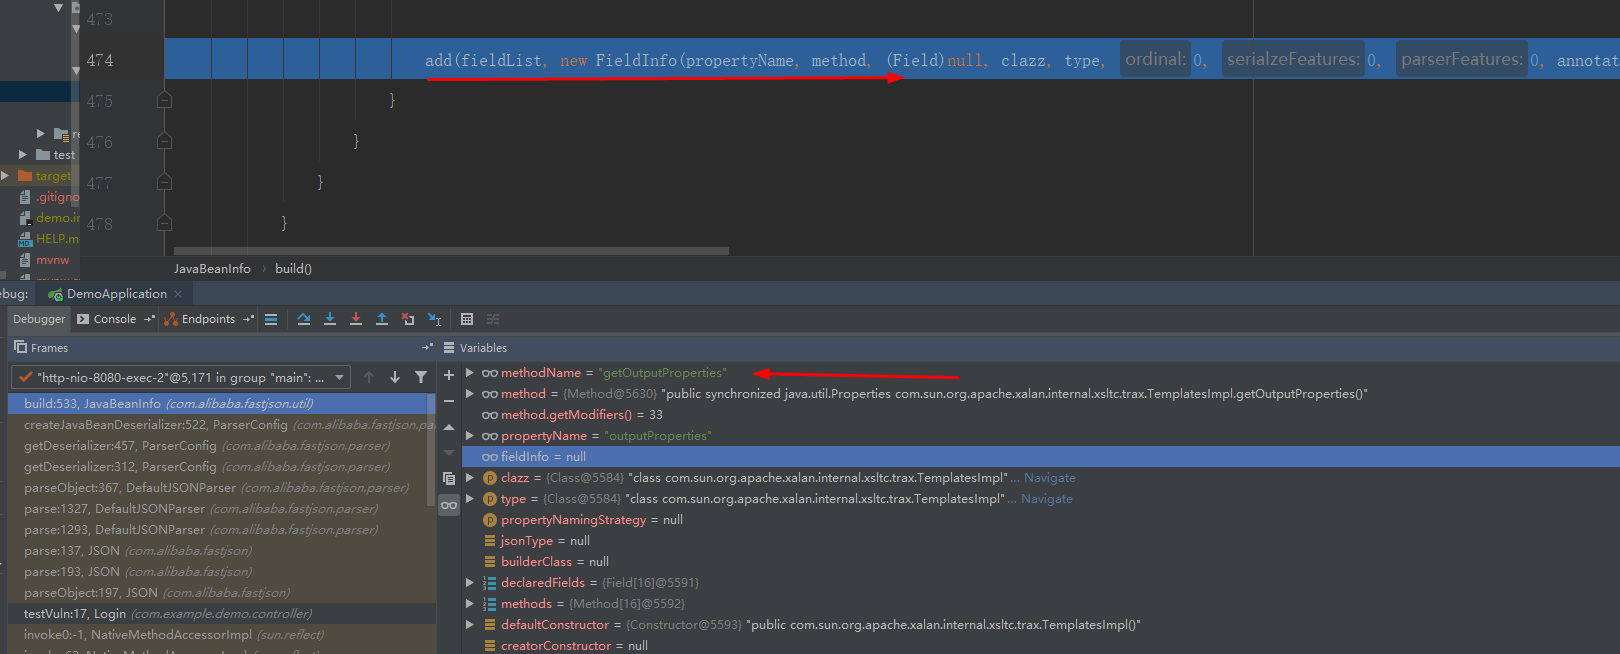 473
474 add(fieldList, new FieldInfo(propertyName, method, (Field)null, clazz, type, ordinal: 0, serialzeFeatures: 0, parserFeatures: 0, annotat
475 }
476 }
477 }
478 }
re
test
target
.gitigno
demo.in
HELP.m
mvnw
JavaBeanInfo › build()
ebug: DemoApplication ×
Debugger Console Endpoints
Frames
Variables
"http-nio-8080-exec-2"@5,171 in group "main": ...
build:533, JavaBeanInfo (com.alibaba.fastjson.util)
createJavaBeanDeserializer:522, ParserConfig (com.alibaba.fastjson.pa
getDeserializer:457, ParserConfig (com.alibaba.fastjson.parser)
getDeserializer:312, ParserConfig (com.alibaba.fastjson.parser)
parseObject:367, DefaultJSONParser (com.alibaba.fastjson.parser)
parse:1327, DefaultJSONParser (com.alibaba.fastjson.parser)
parse:1293, DefaultJSONParser (com.alibaba.fastjson.parser)
parse:137, JSON (com.alibaba.fastjson)
parse:193, JSON (com.alibaba.fastjson)
parseObject:197, JSON (com.alibaba.fastjson)
testVuln:17, Login (com.example.demo.controller)
invoke0:-1, NativeMethodAccessorImpl (sun.reflect)
methodName = "getOutputProperties"
method = {Method@5630} "public synchronized java.util.Properties com.sun.org.apache.xalan.internal.xsltc.trax.TemplatesImpl.getOutputProperties()"
method.getModifiers() = 33
propertyName = "outputProperties"
fieldInfo = null
clazz = {Class@5584} "class com.sun.org.apache.xalan.internal.xsltc.trax.TemplatesImpl"... Navigate
type = {Class@5584} "class com.sun.org.apache.xalan.internal.xsltc.trax.TemplatesImpl"... Navigate
propertyNamingStrategy = null
jsonType = null
builderClass = null
declaredFields = {Field[16]@5591}
methods = {Method[16]@5592}
defaultConstructor = {Constructor@5593} "public com.sun.org.apache.xalan.internal.xsltc.trax.TemplatesImpl()"
creatorConstructor = null